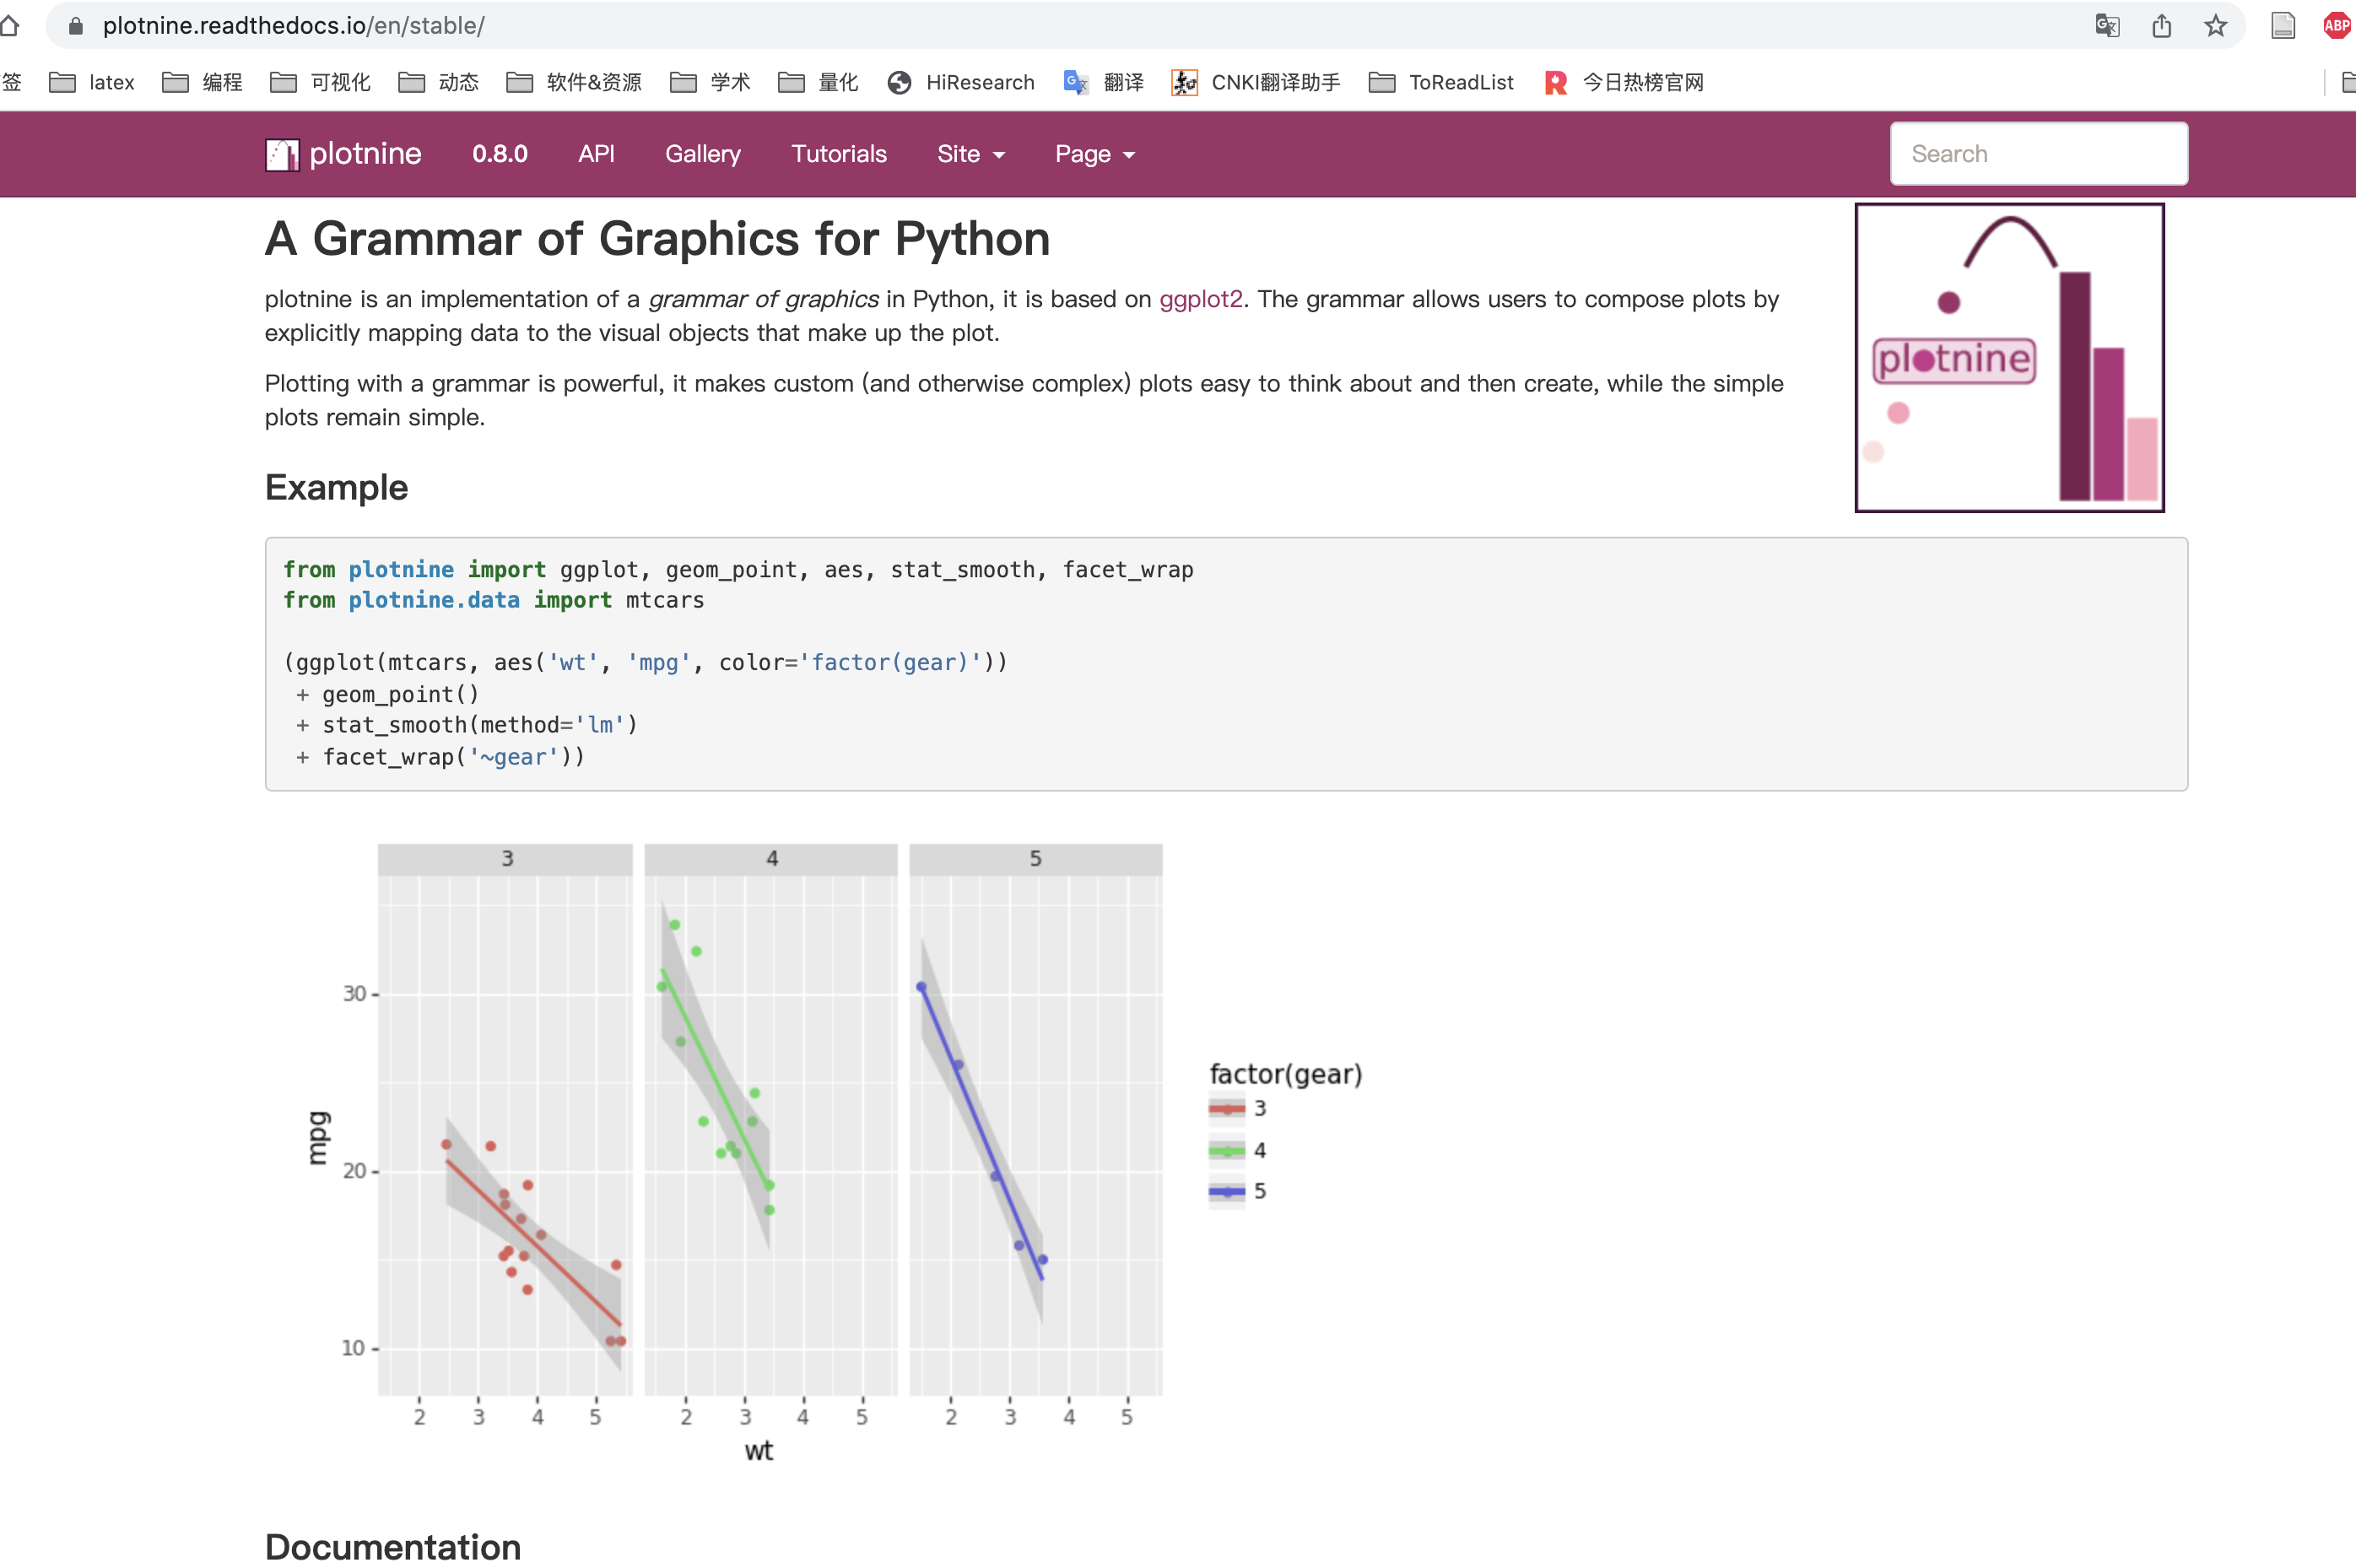 plotnine.readthedocs.io/en/stable/
ABP
签 latex 编程 可视化 动态 软件&资源 学术 量化 HiResearch 翻译 CNKI翻译助手 ToReadList 今日热榜官网
plotnine 0.8.0 API Gallery Tutorials Site Page Search
A Grammar of Graphics for Python
plotnine is an implementation of a grammar of graphics in Python, it is based on ggplot2. The grammar allows users to compose plots by
explicitly mapping data to the visual objects that make up the plot.
Plotting with a grammar is powerful, it makes custom (and otherwise complex) plots easy to think about and then create, while the simple
plots remain simple.
plotnine
Example
from plotnine import ggplot, geom_point, aes, stat_smooth, facet_wrap
from plotnine.data import mtcars
(ggplot(mtcars, aes('wt', 'mpg', color='factor(gear)'))
+ geom_point()
+ stat_smooth(method='lm')
+ facet_wrap('~gear'))
3 4 5
30
20
10
mpg
2 3 4 5 2 3 4 5 2 3 4 5
wt
factor(gear)
3
4
5
Documentation